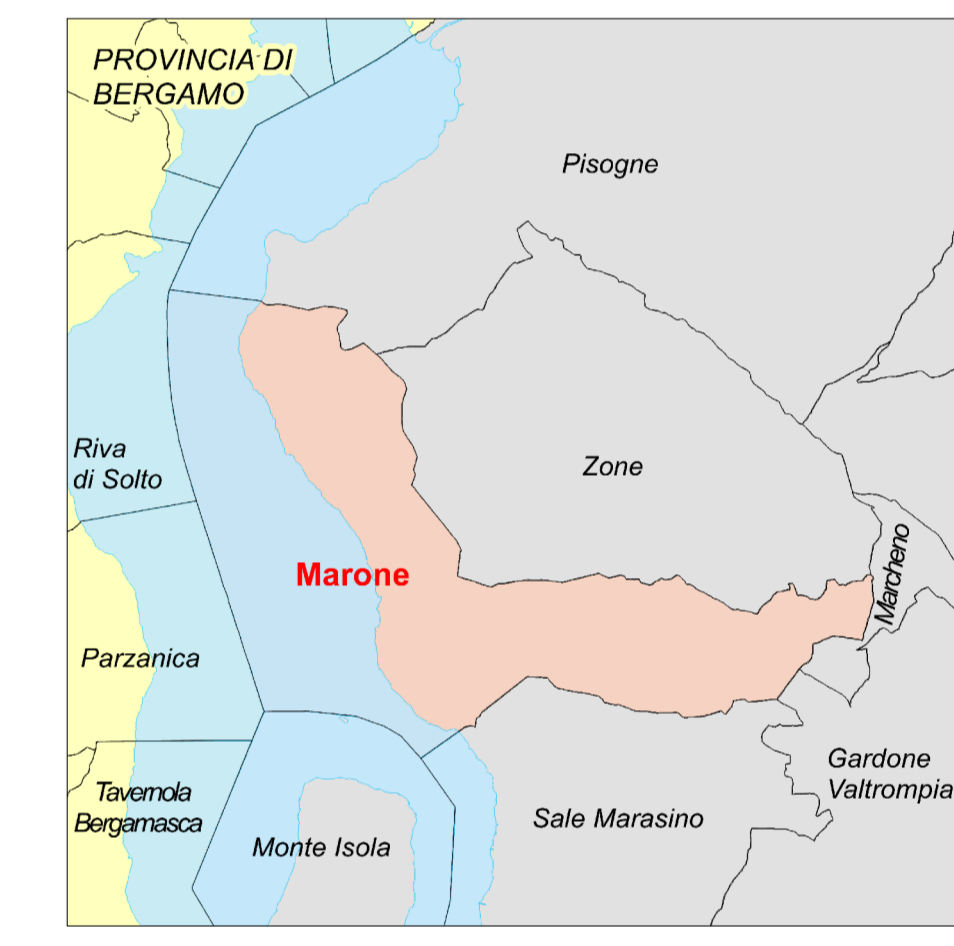 PROVINCIA DI
BERGAMO
Pisogne
Riva
di Solto
Zone
Marcheno
Marone
Parzanica
Gardone
Valtrompia
Tavernola
Bergamasca
Sale Marasino
Monte Isola